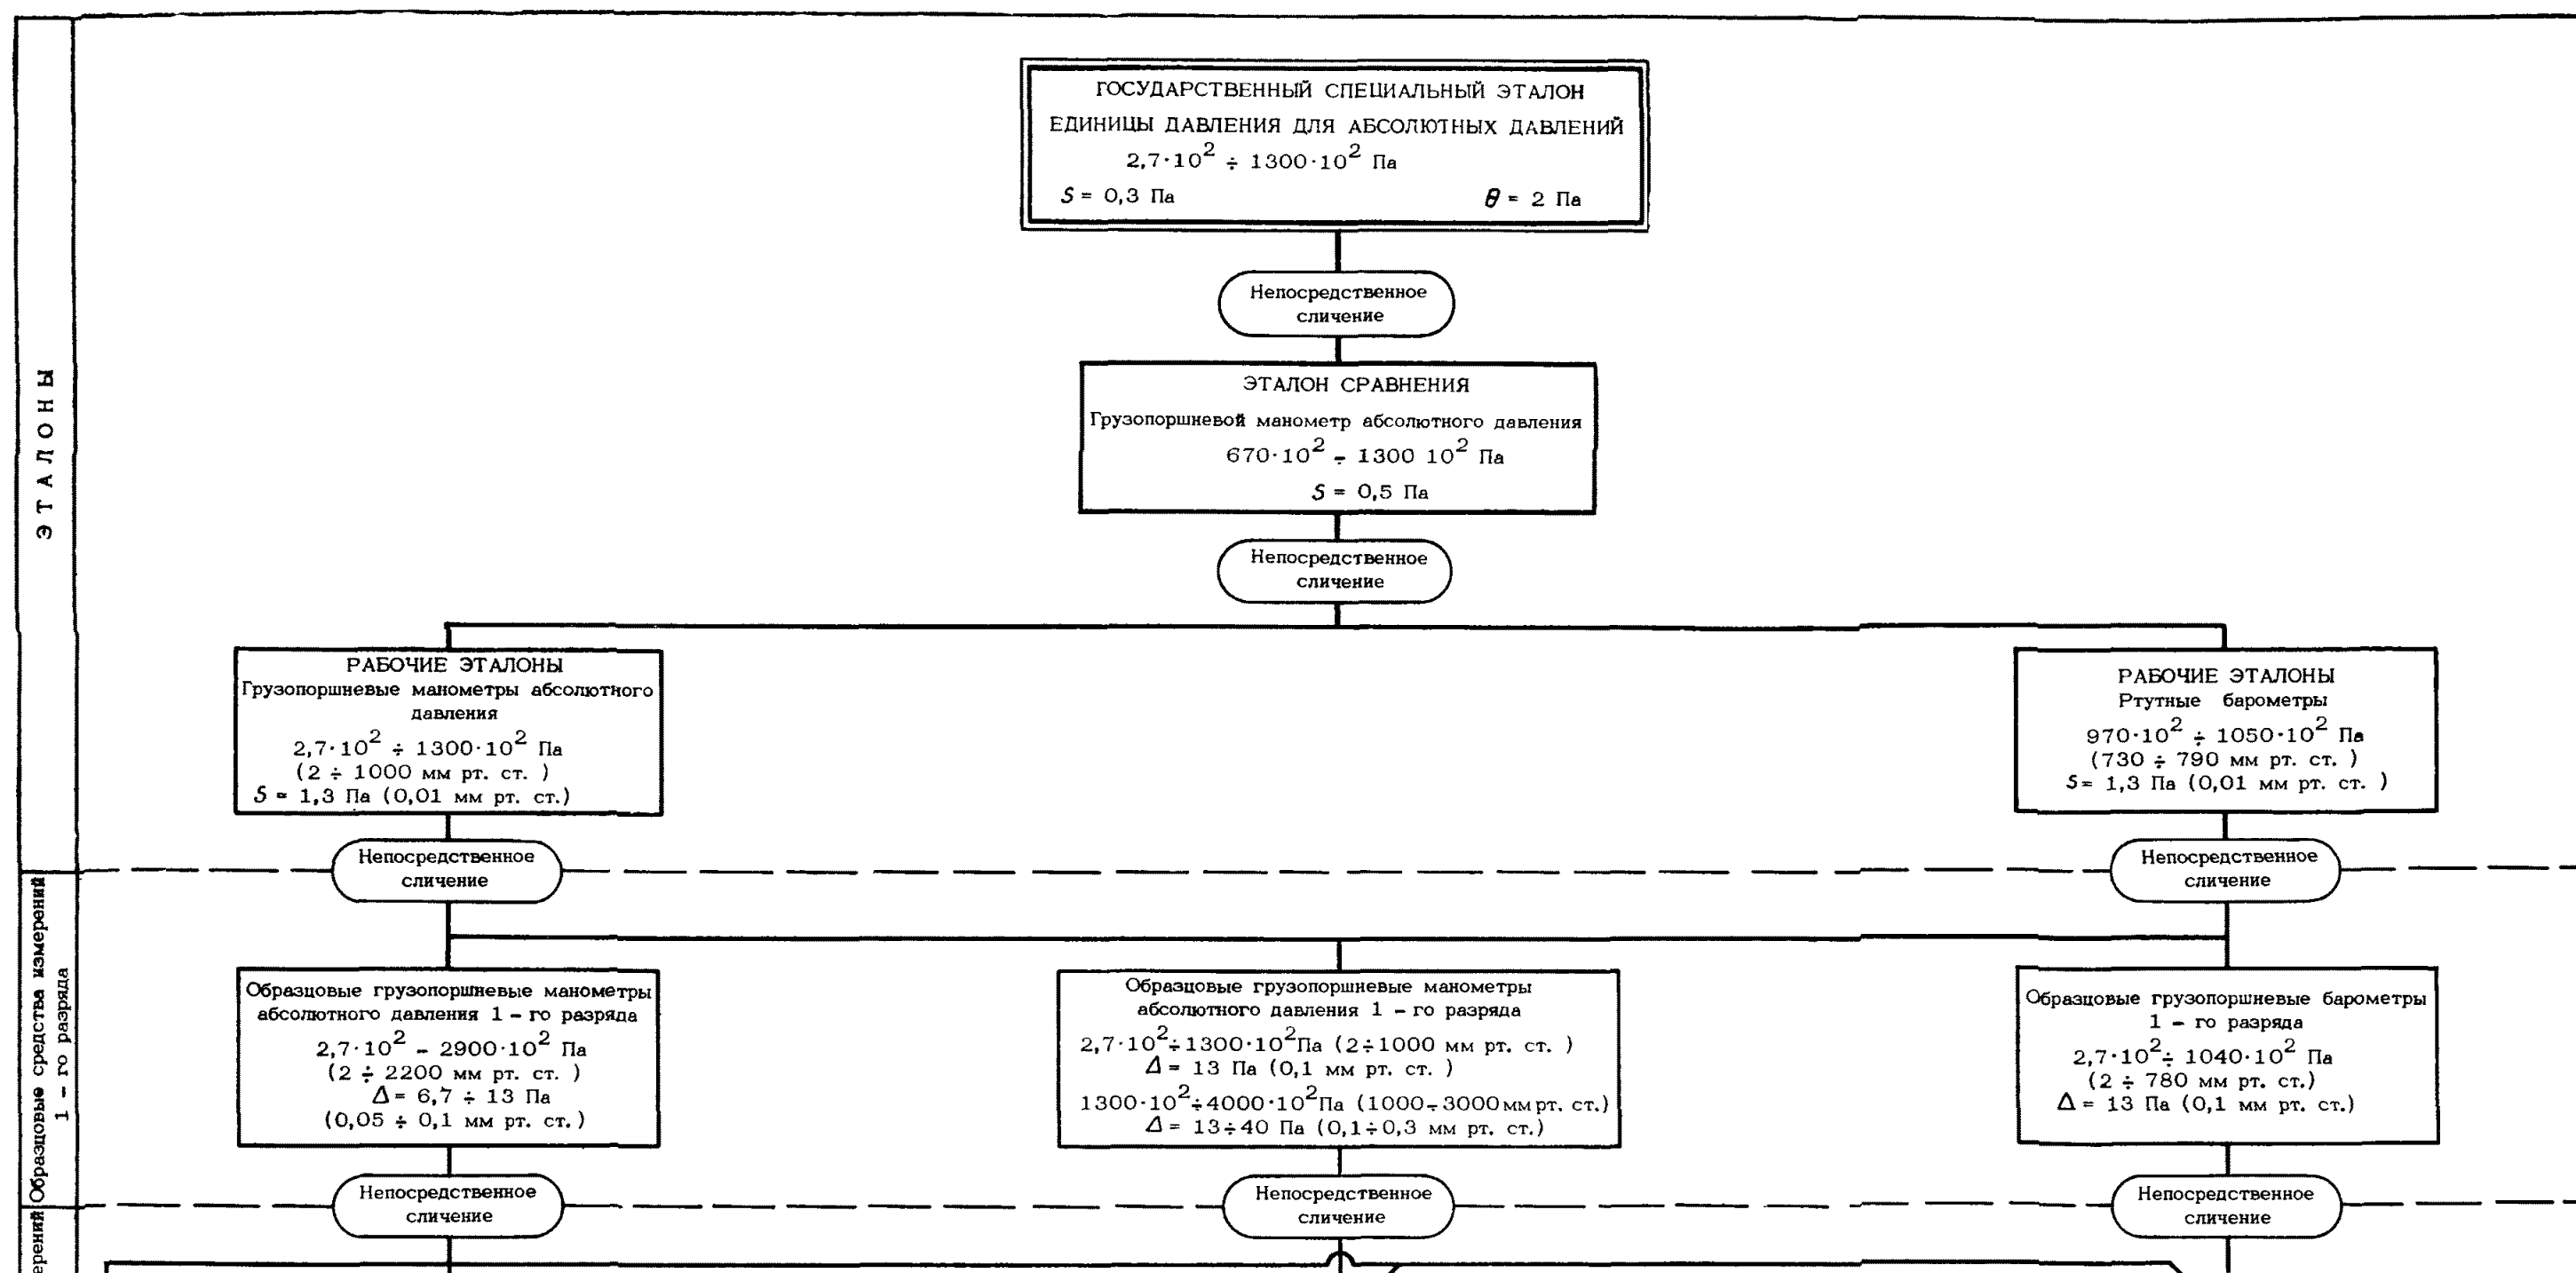 ГОСУДАРСТВЕННЫЙ СПЕЦИАЛЬНЫЙ ЭТАЛОН
ЕДИНИЦЫ ДАВЛЕНИЯ ДЛЯ АБСОЛЮТНЫХ ДАВЛЕНИЙ
2,7·10² ÷ 1300·10² Па
S = 0,3 Па θ = 2 Па
Непосредственное
сличение
ЭТАЛОН СРАВНЕНИЯ
Грузопоршневой манометр абсолютного давления
670·10² ÷ 1300 10² Па
S = 0,5 Па
Непосредственное
сличение
ЭТАЛОНЫ
РАБОЧИЕ ЭТАЛОНЫ
Грузопоршневые манометры абсолютного
давления
2,7·10² ÷ 1300·10² Па
(2 ÷ 1000 мм рт. ст. )
S = 1,3 Па (0,01 мм рт. ст.)
РАБОЧИЕ ЭТАЛОНЫ
Ртутные барометры
970·10² ÷ 1050·10² Па
(730 ÷ 790 мм рт. ст. )
S = 1,3 Па (0,01 мм рт. ст. )
Непосредственное
сличение
Непосредственное
сличение
Образцовые средства измерений
1 - го разряда
Образцовые грузопоршневые манометры
абсолютного давления 1 - го разряда
2,7·10² - 2900·10² Па
(2 ÷ 2200 мм рт. ст. )
Δ = 6,7 ÷ 13 Па
(0,05 ÷ 0,1 мм рт. ст.)
Образцовые грузопоршневые манометры
абсолютного давления 1 - го разряда
2,7·10²÷1300·10²Па (2÷1000 мм рт. ст. )
Δ = 13 Па (0,1 мм рт. ст. )
1300·10²÷4000·10²Па (1000÷3000мм рт. ст.)
Δ = 13÷40 Па (0,1÷0,3 мм рт. ст.)
Образцовые грузопоршневые барометры
1 - го разряда
2,7·10²÷ 1040·10² Па
(2 ÷ 780 мм рт. ст.)
Δ = 13 Па (0,1 мм рт. ст.)
Непосредственное
сличение
Непосредственное
сличение
Непосредственное
сличение
ерений